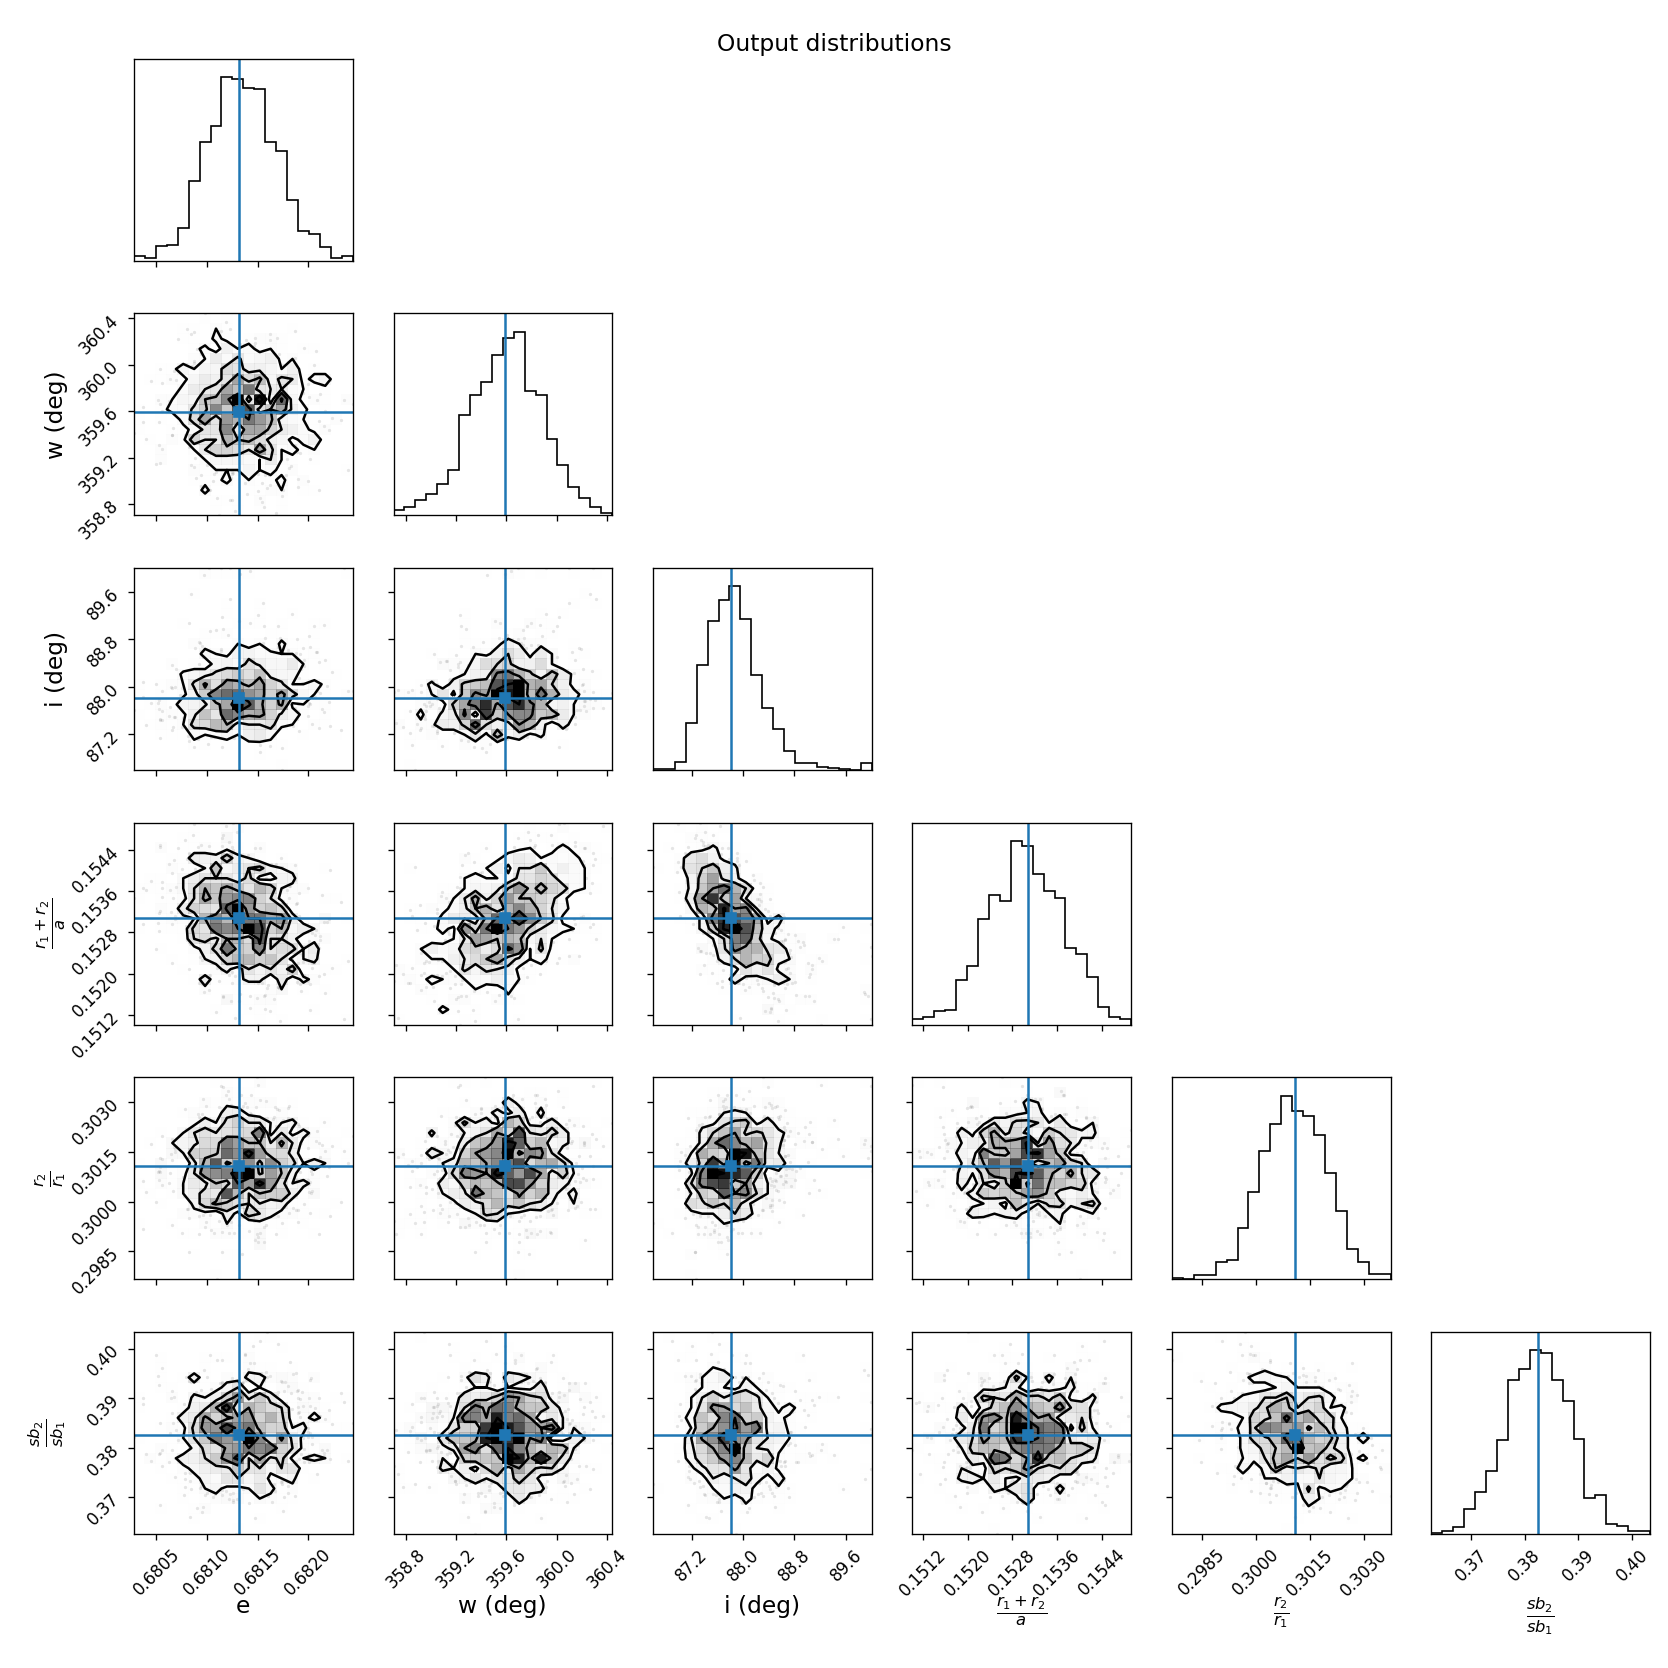 Output distributions
360.4
360.0
359.6
359.2
358.8
w (deg)
89.6
88.8
88.0
87.2
i (deg)
0.1544
0.1536
0.1528
0.1520
0.1512
r₁ + r₂
a
0.3030
0.3015
0.3000
0.2985
r₂
r₁
0.40
0.39
0.38
0.37
sb₂
sb₁
0.6805 0.6810 0.6815 0.6820
358.8 359.2 359.6 360.0 360.4
87.2 88.0 88.8 89.6
0.1512 0.1520 0.1528 0.1536 0.1544
0.2985 0.3000 0.3015 0.3030
0.37 0.38 0.39 0.40
e
w (deg)
i (deg)
r₁ + r₂
a
r₂
r₁
sb₂
sb₁